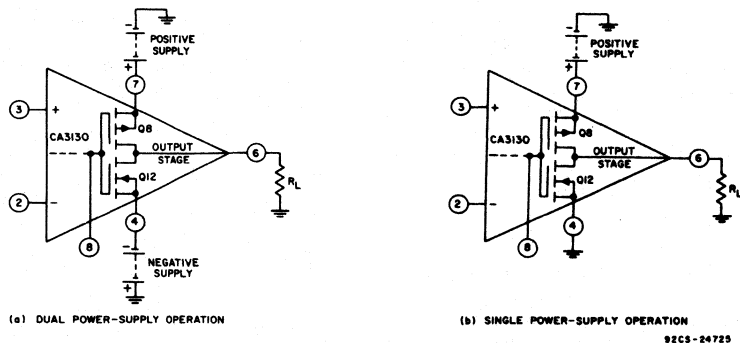 POSITIVE
SUPPLY
- +
7
3
+
Q8
CA3130
OUTPUT
STAGE
6
Q12
RL
2
-
4
8
-
NEGATIVE
SUPPLY
+
(a) DUAL POWER-SUPPLY OPERATION
POSITIVE
SUPPLY
- +
7
3
+
Q8
CA3130
OUTPUT
STAGE
6
Q12
RL
2
-
4
8
(b) SINGLE POWER-SUPPLY OPERATION
92CS-24725